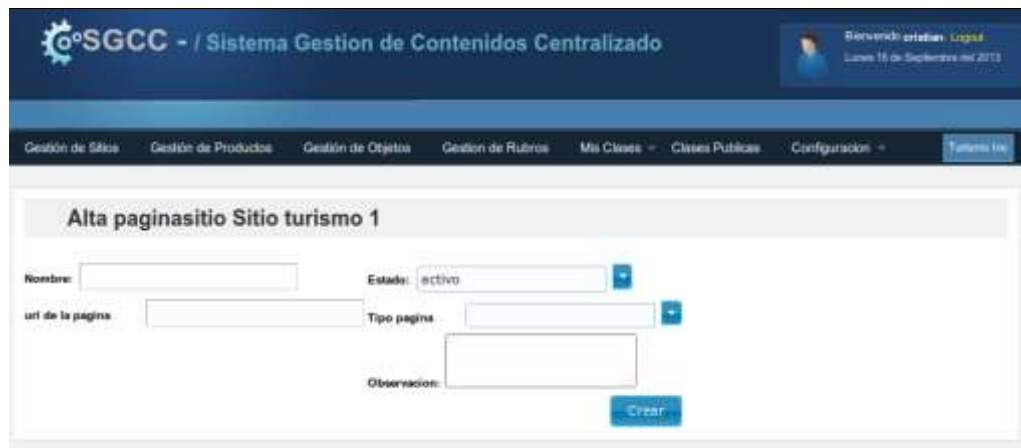 SGCC - / Sistema Gestion de Contenidos Centralizado
Bienvenido cristian Logout
Lunes 16 de Septiembre del 2013
Gestión de Sitios Gestión de Productos Gestión de Objetos Gestion de Rubros Mis Clases Clases Publicas Configuracion Turismo
Alta paginasitio Sitio turismo 1
Nombre: Estado: activo
url de la pagina Tipo pagina
Observacion:
Crear